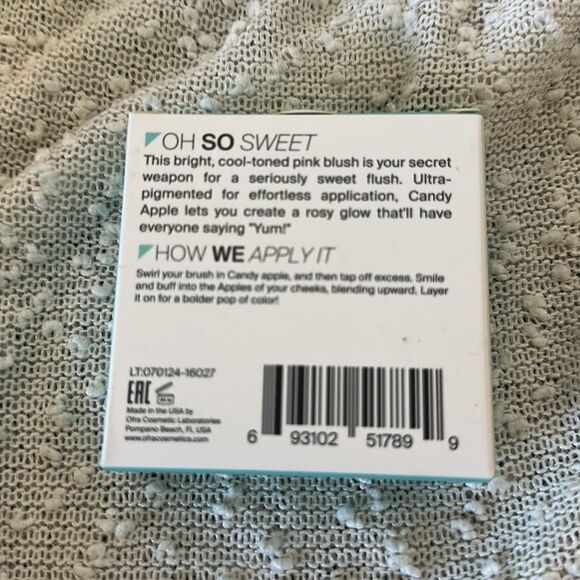 OH SO SWEET
This bright, cool-toned pink blush is your secret
weapon for a seriously sweet flush. Ultra-
pigmented for effortless application, Candy
Apple lets you create a rosy glow that'll have
everyone saying "Yum!"
HOW WE APPLY IT
Swirl your brush in Candy apple, and then tap off excess. Smile
and buff into the Apples of your cheeks, blending upward. Layer
it on for a bolder pop of color!
LT:070124-16027
EAC
Made in the USA by
Ofra Cosmetic Laboratories
Pompano Beach, FL USA
www.ofracosmetics.com
6 93102 51789 9